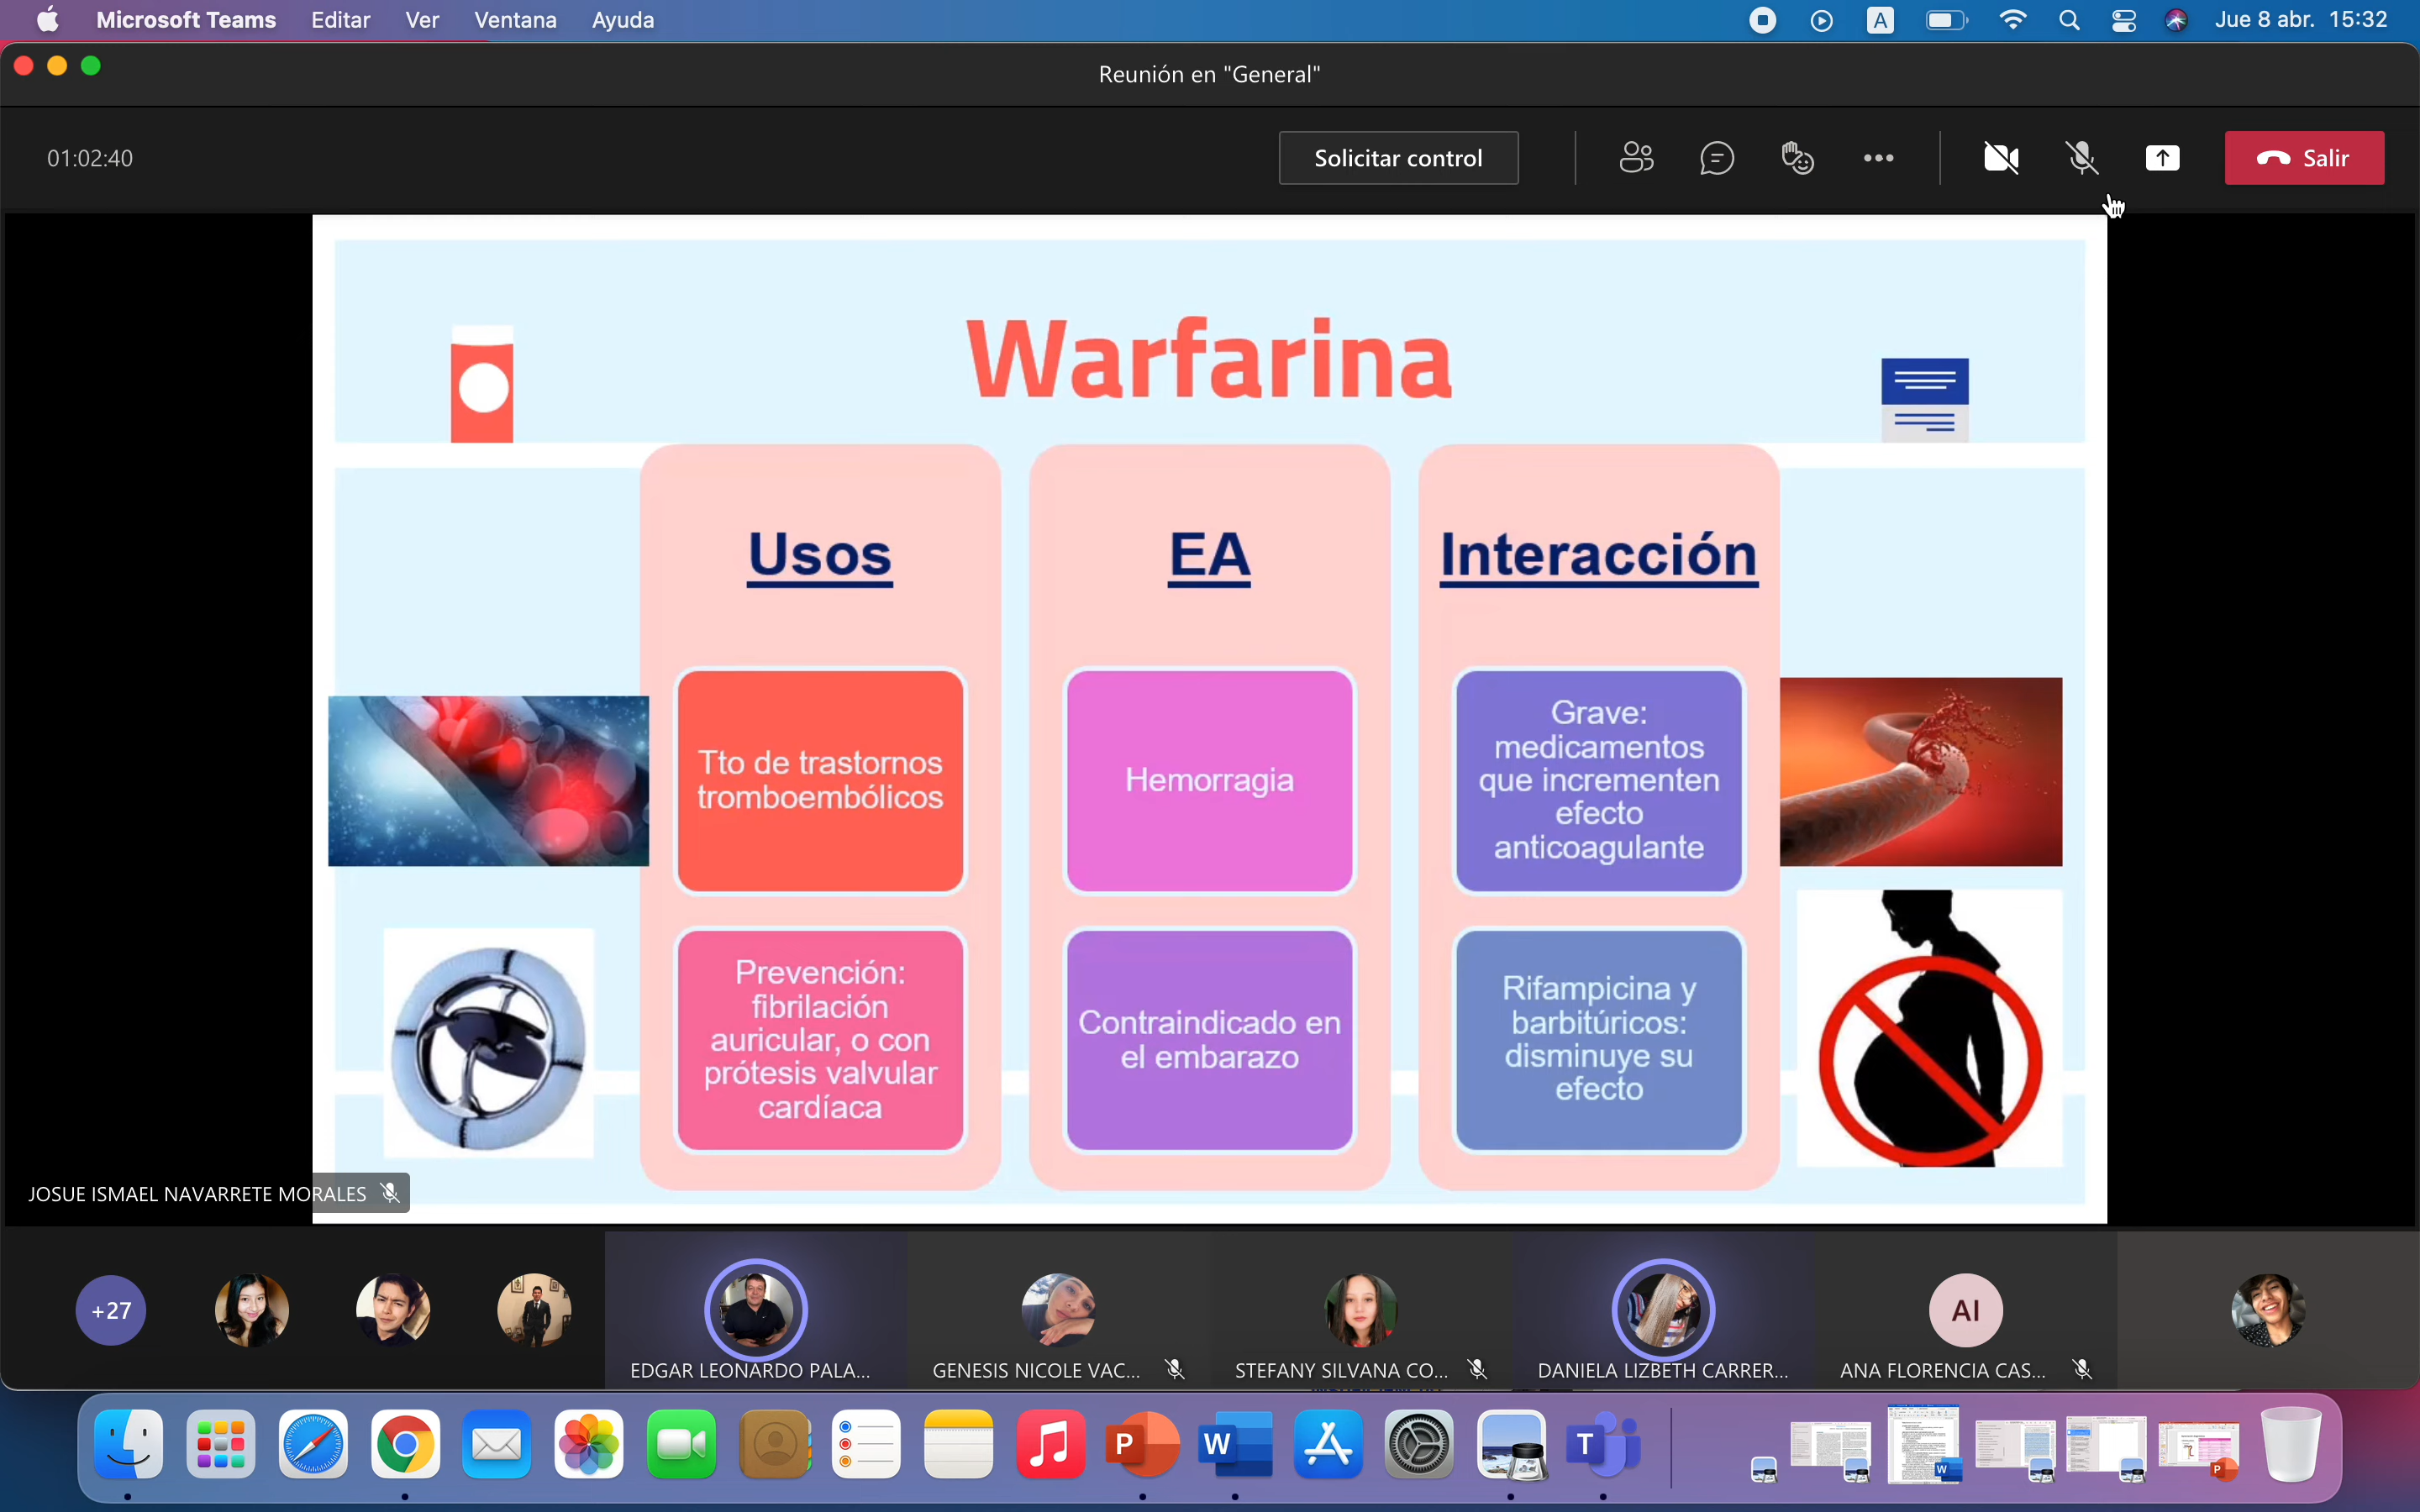 Microsoft Teams Editar Ver Ventana Ayuda
A
Jue 8 abr. 15:32
Reunión en "General"
01:02:40
Solicitar control
Salir
Warfarina
Usos
EA
Interacción
Tto de trastornos
tromboembólicos
Hemorragia
Grave:
medicamentos
que incrementen
efecto
anticoagulante
Prevención:
fibrilación
auricular, o con
prótesis valvular
cardíaca
Contraindicado en
el embarazo
Rifampicina y
barbitúricos:
disminuye su
efecto
JOSUE ISMAEL NAVARRETE MORALES
+27
AI
EDGAR LEONARDO PALA...
GENESIS NICOLE VAC...
STEFANY SILVANA CO...
DANIELA LIZBETH CARRER...
ANA FLORENCIA CAS...
P
W
T
W
P